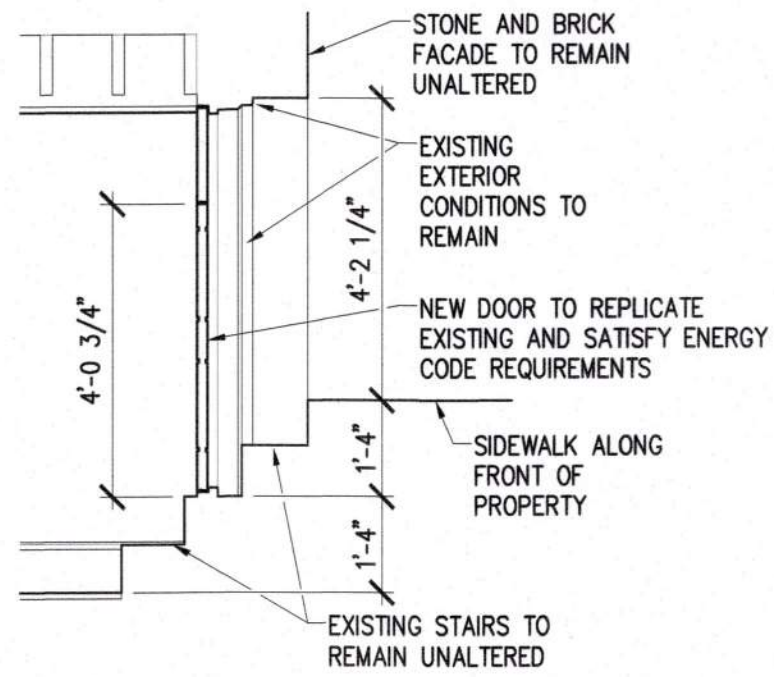 STONE AND BRICK
FACADE TO REMAIN
UNALTERED
EXISTING
EXTERIOR
CONDITIONS TO
REMAIN
4'-2 1/4"
4'-0 3/4"
NEW DOOR TO REPLICATE
EXISTING AND SATISFY ENERGY
CODE REQUIREMENTS
SIDEWALK ALONG
FRONT OF
PROPERTY
1'-4"
1'-4"
EXISTING STAIRS TO
REMAIN UNALTERED